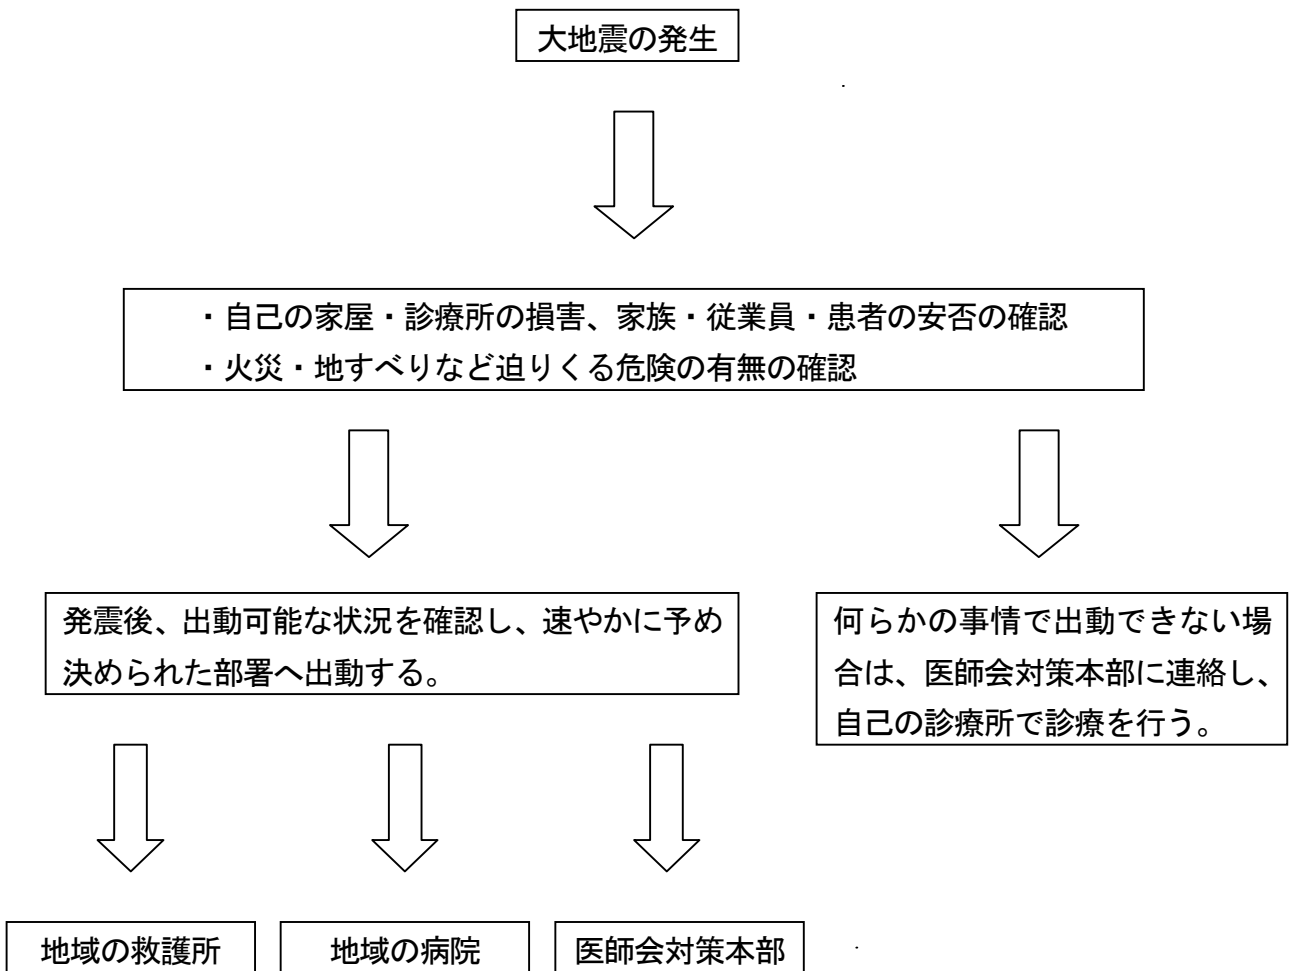 大地震の発生
・自己の家屋・診療所の損害、家族・従業員・患者の安否の確認
・火災・地すべりなど迫りくる危険の有無の確認
発震後、出動可能な状況を確認し、速やかに予め
決められた部署へ出動する。
何らかの事情で出動できない場
合は、医師会対策本部に連絡し、
自己の診療所で診療を行う。
地域の救護所
地域の病院
医師会対策本部